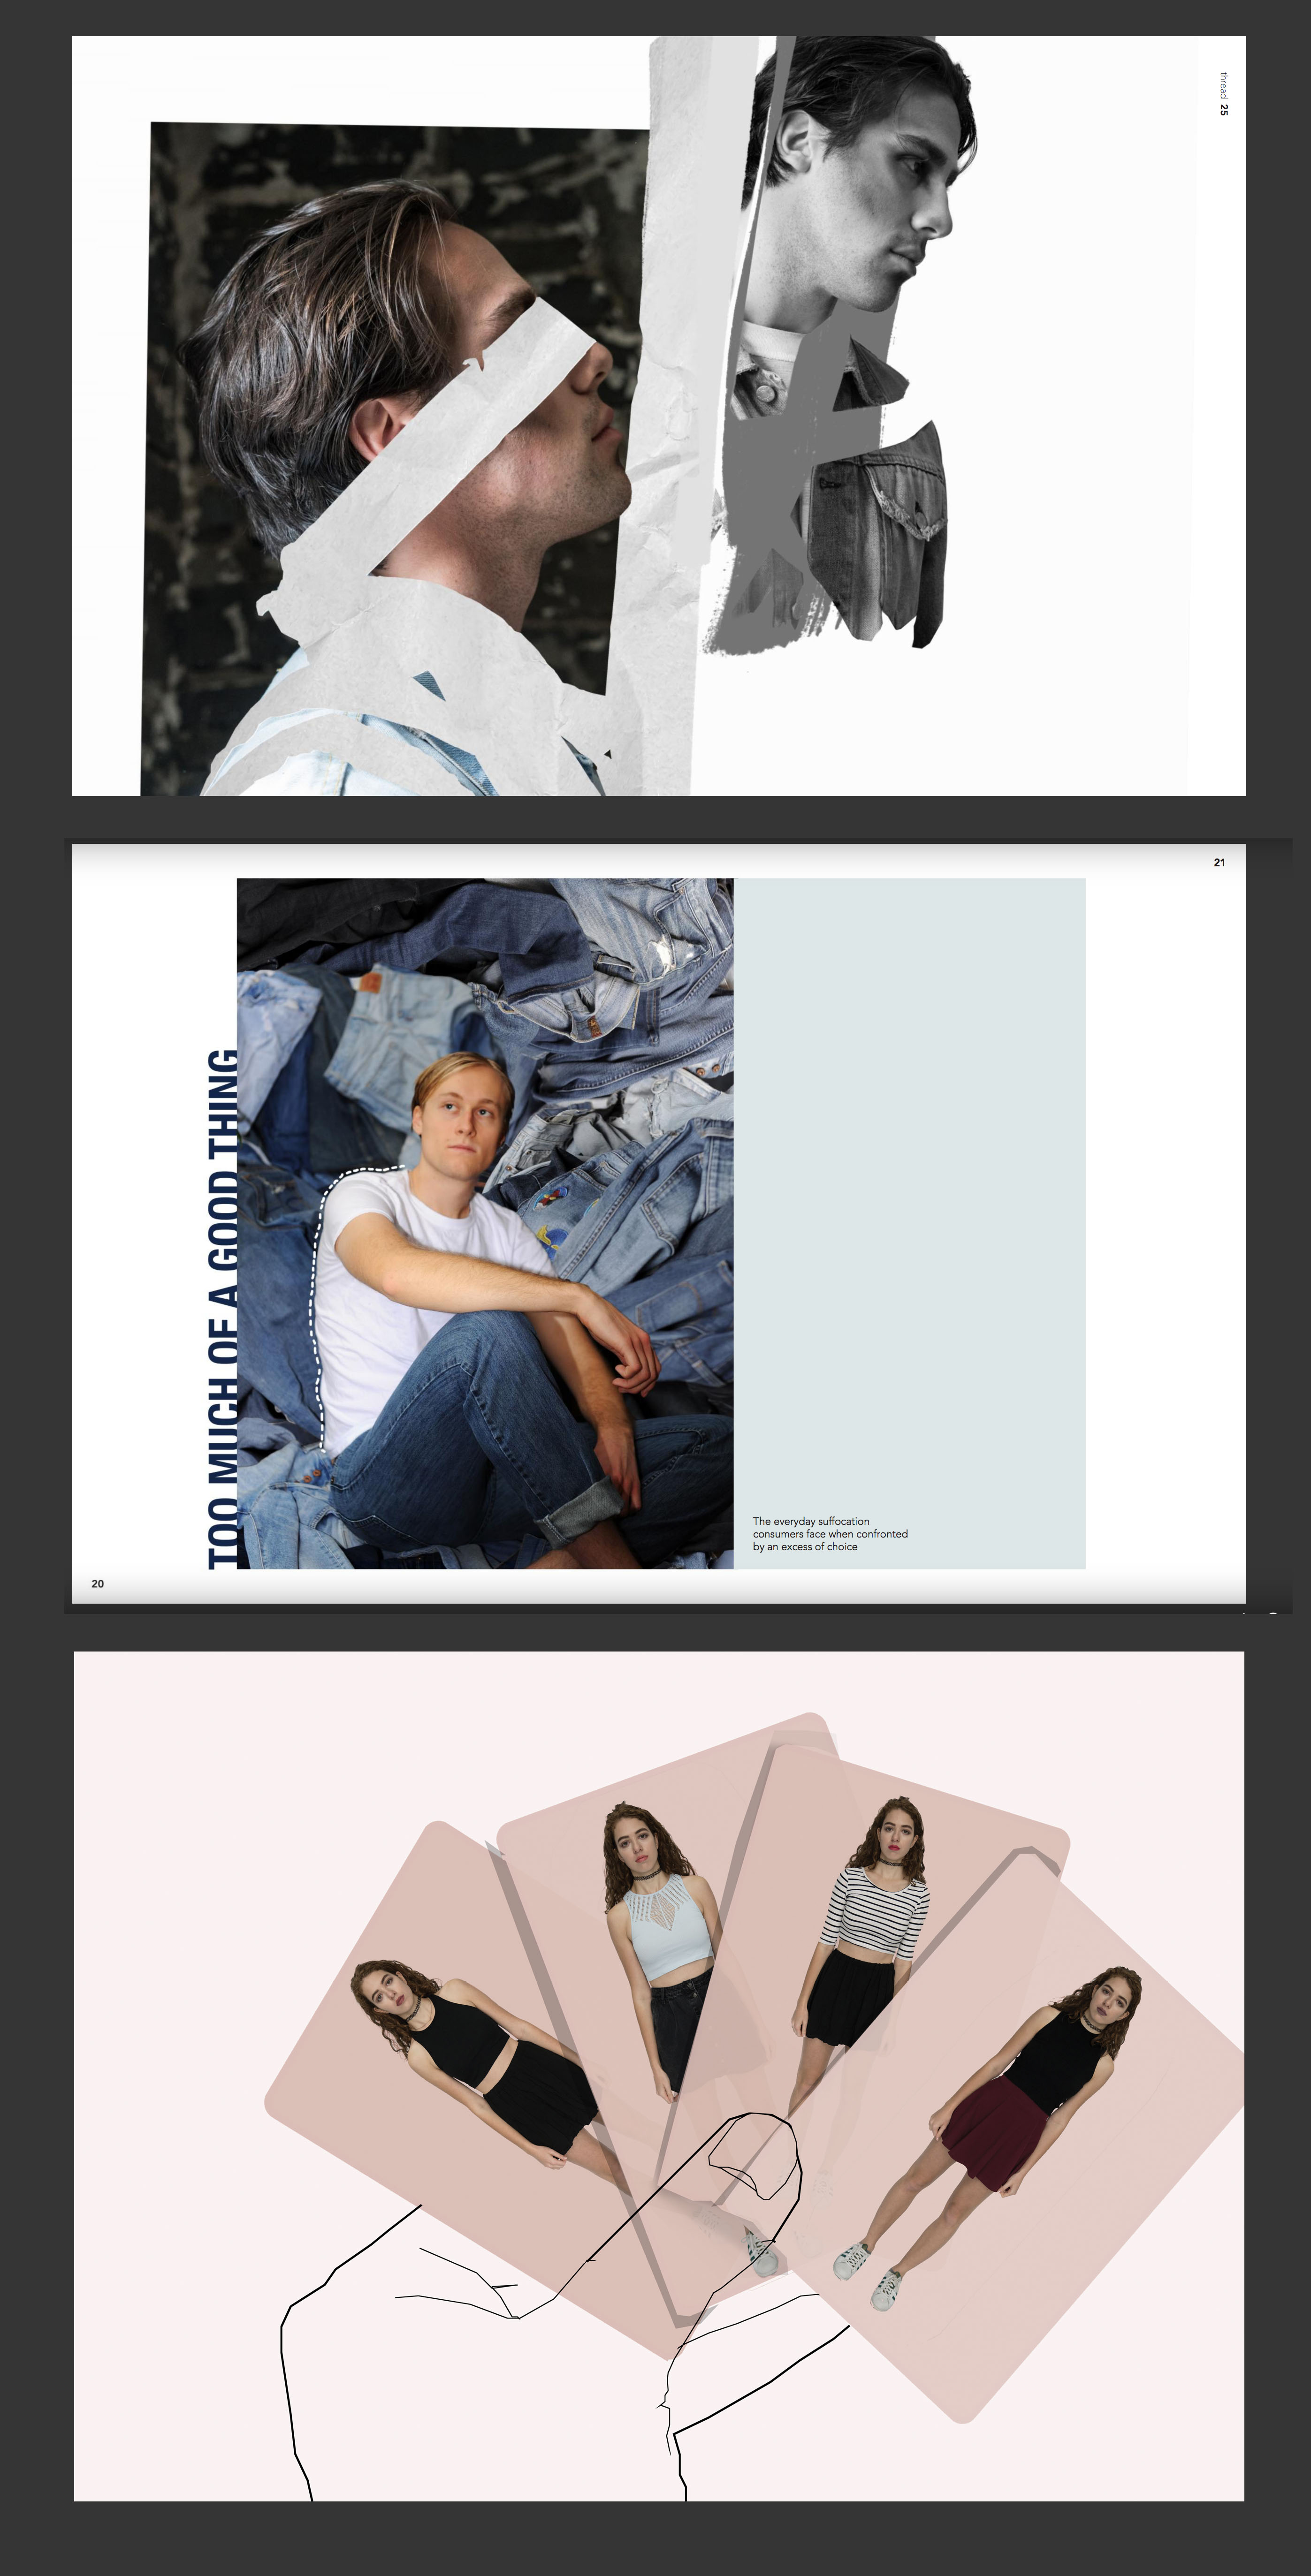 thread 25
21
TOO MUCH OF A GOOD THING
The everyday suffocation
consumers face when confronted
by an excess of choice
20